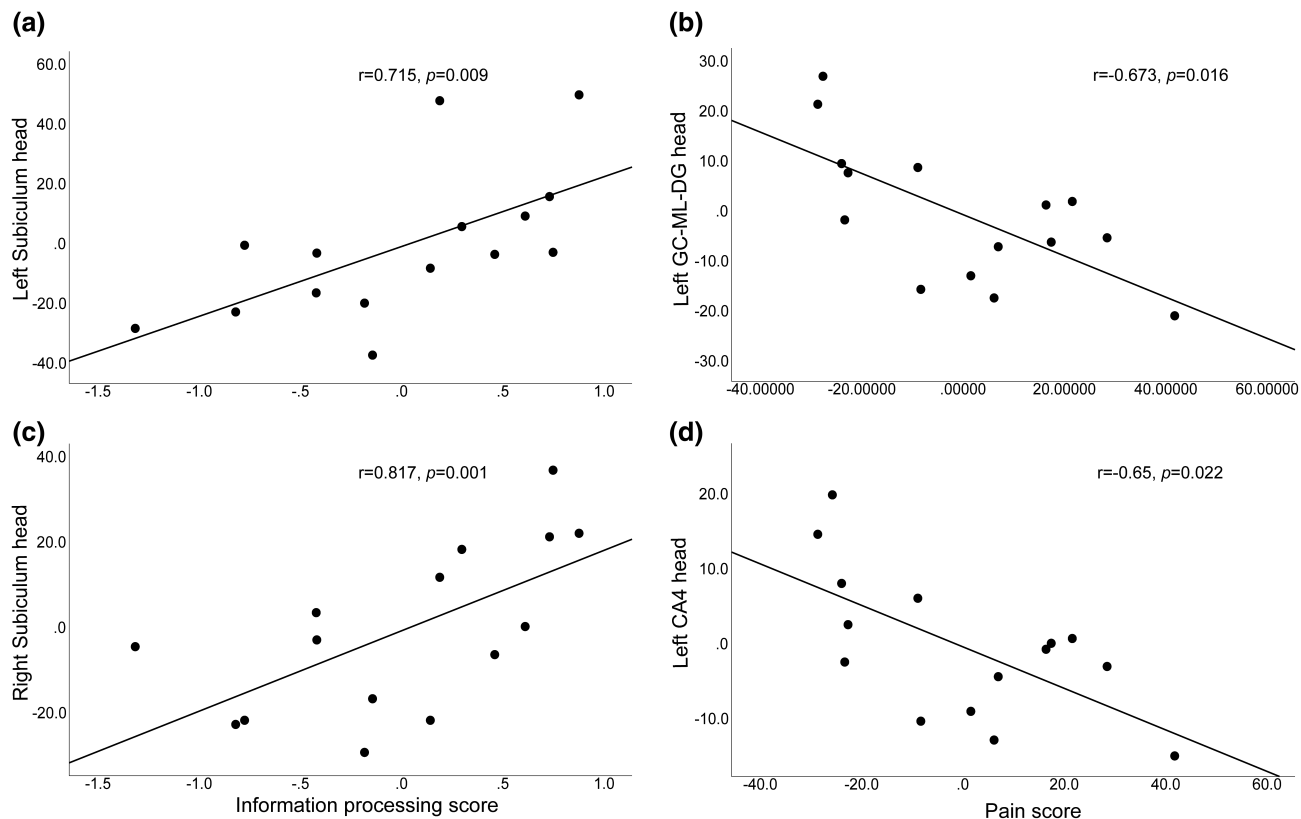 (a)
r=0.715, p=0.009
Left Subiculum head
60.0
40.0
20.0
.0
-20.0
-40.0
-1.5 -1.0 -.5 .0 .5 1.0
(b)
r=-0.673, p=0.016
Left GC-ML-DG head
30.0
20.0
10.0
.0
-10.0
-20.0
-30.0
-40.00000 -20.00000 .00000 20.00000 40.00000 60.00000
(c)
r=0.817, p=0.001
Right Subiculum head
40.0
20.0
.0
-20.0
-1.5 -1.0 -.5 .0 .5 1.0
Information processing score
(d)
r=-0.65, p=0.022
Left CA4 head
20.0
10.0
.0
-10.0
-40.0 -20.0 .0 20.0 40.0 60.0
Pain score